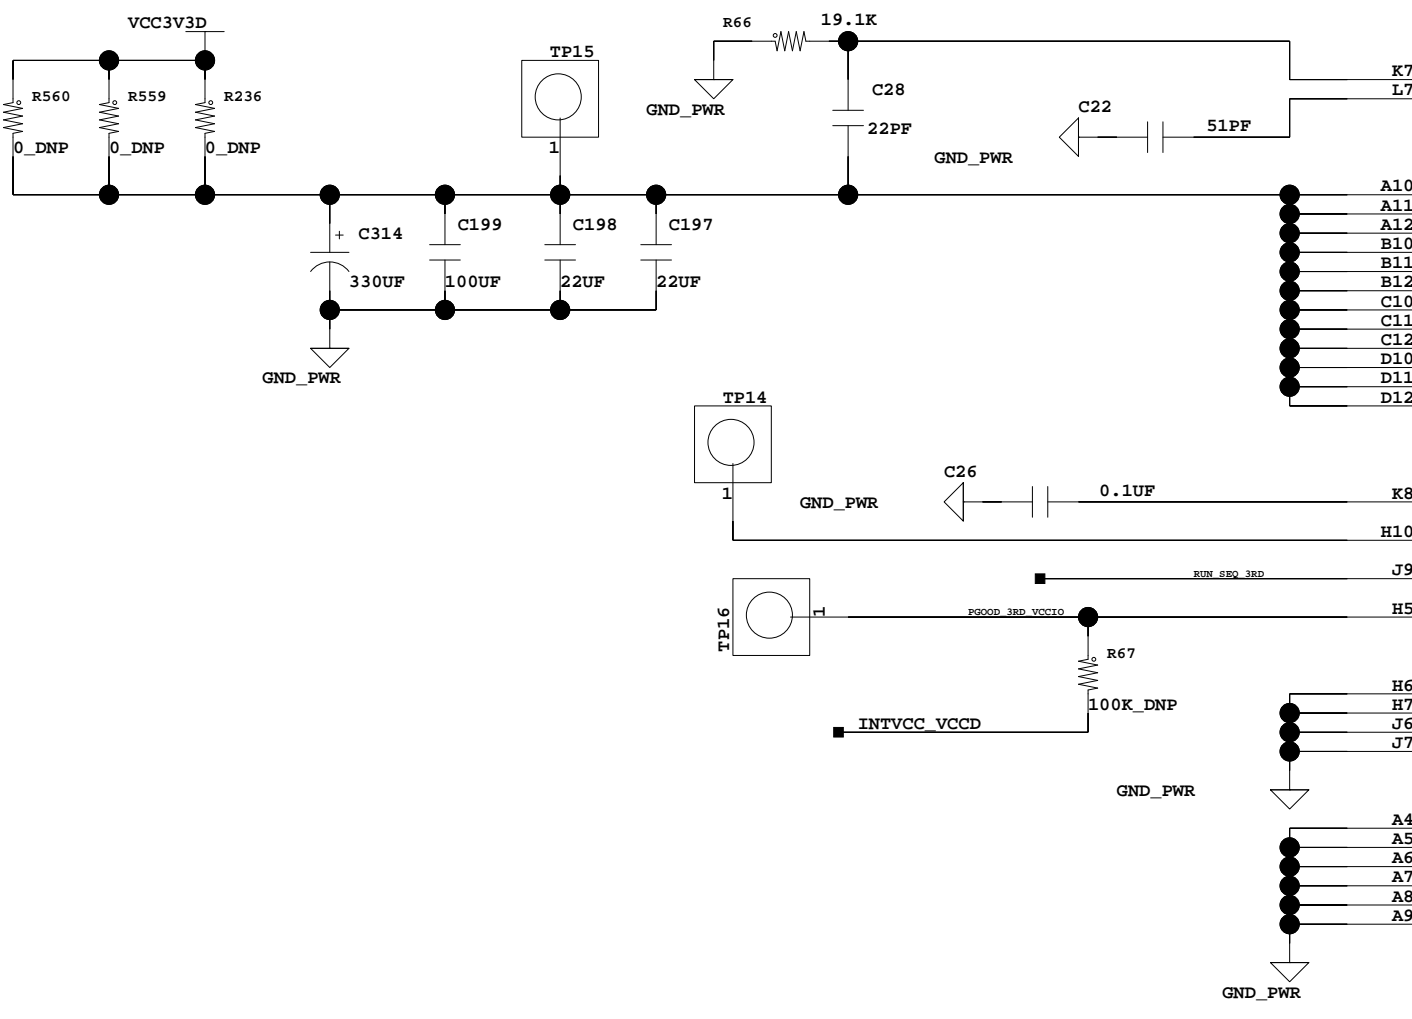 VCC3V3D
R66
19.1K
TP15
K7
L7
R560
R559
R236
C28
C22
GND_PWR
22PF
51PF
0_DNP
0_DNP
0_DNP
1
GND_PWR
A10
A11
A12
B10
B11
B12
C10
C11
C12
D10
D11
D12
+
C314
C199
C198
C197
330UF
100UF
22UF
22UF
GND_PWR
TP14
1
GND_PWR
C26
0.1UF
K8
H10
RUN_SEQ_3RD
J9
TP16
1
PGOOD_3RD_VCCIO
H5
R67
100K_DNP
INTVCC_VCCD
H6
H7
J6
J7
GND_PWR
A4
A5
A6
A7
A8
A9
GND_PWR